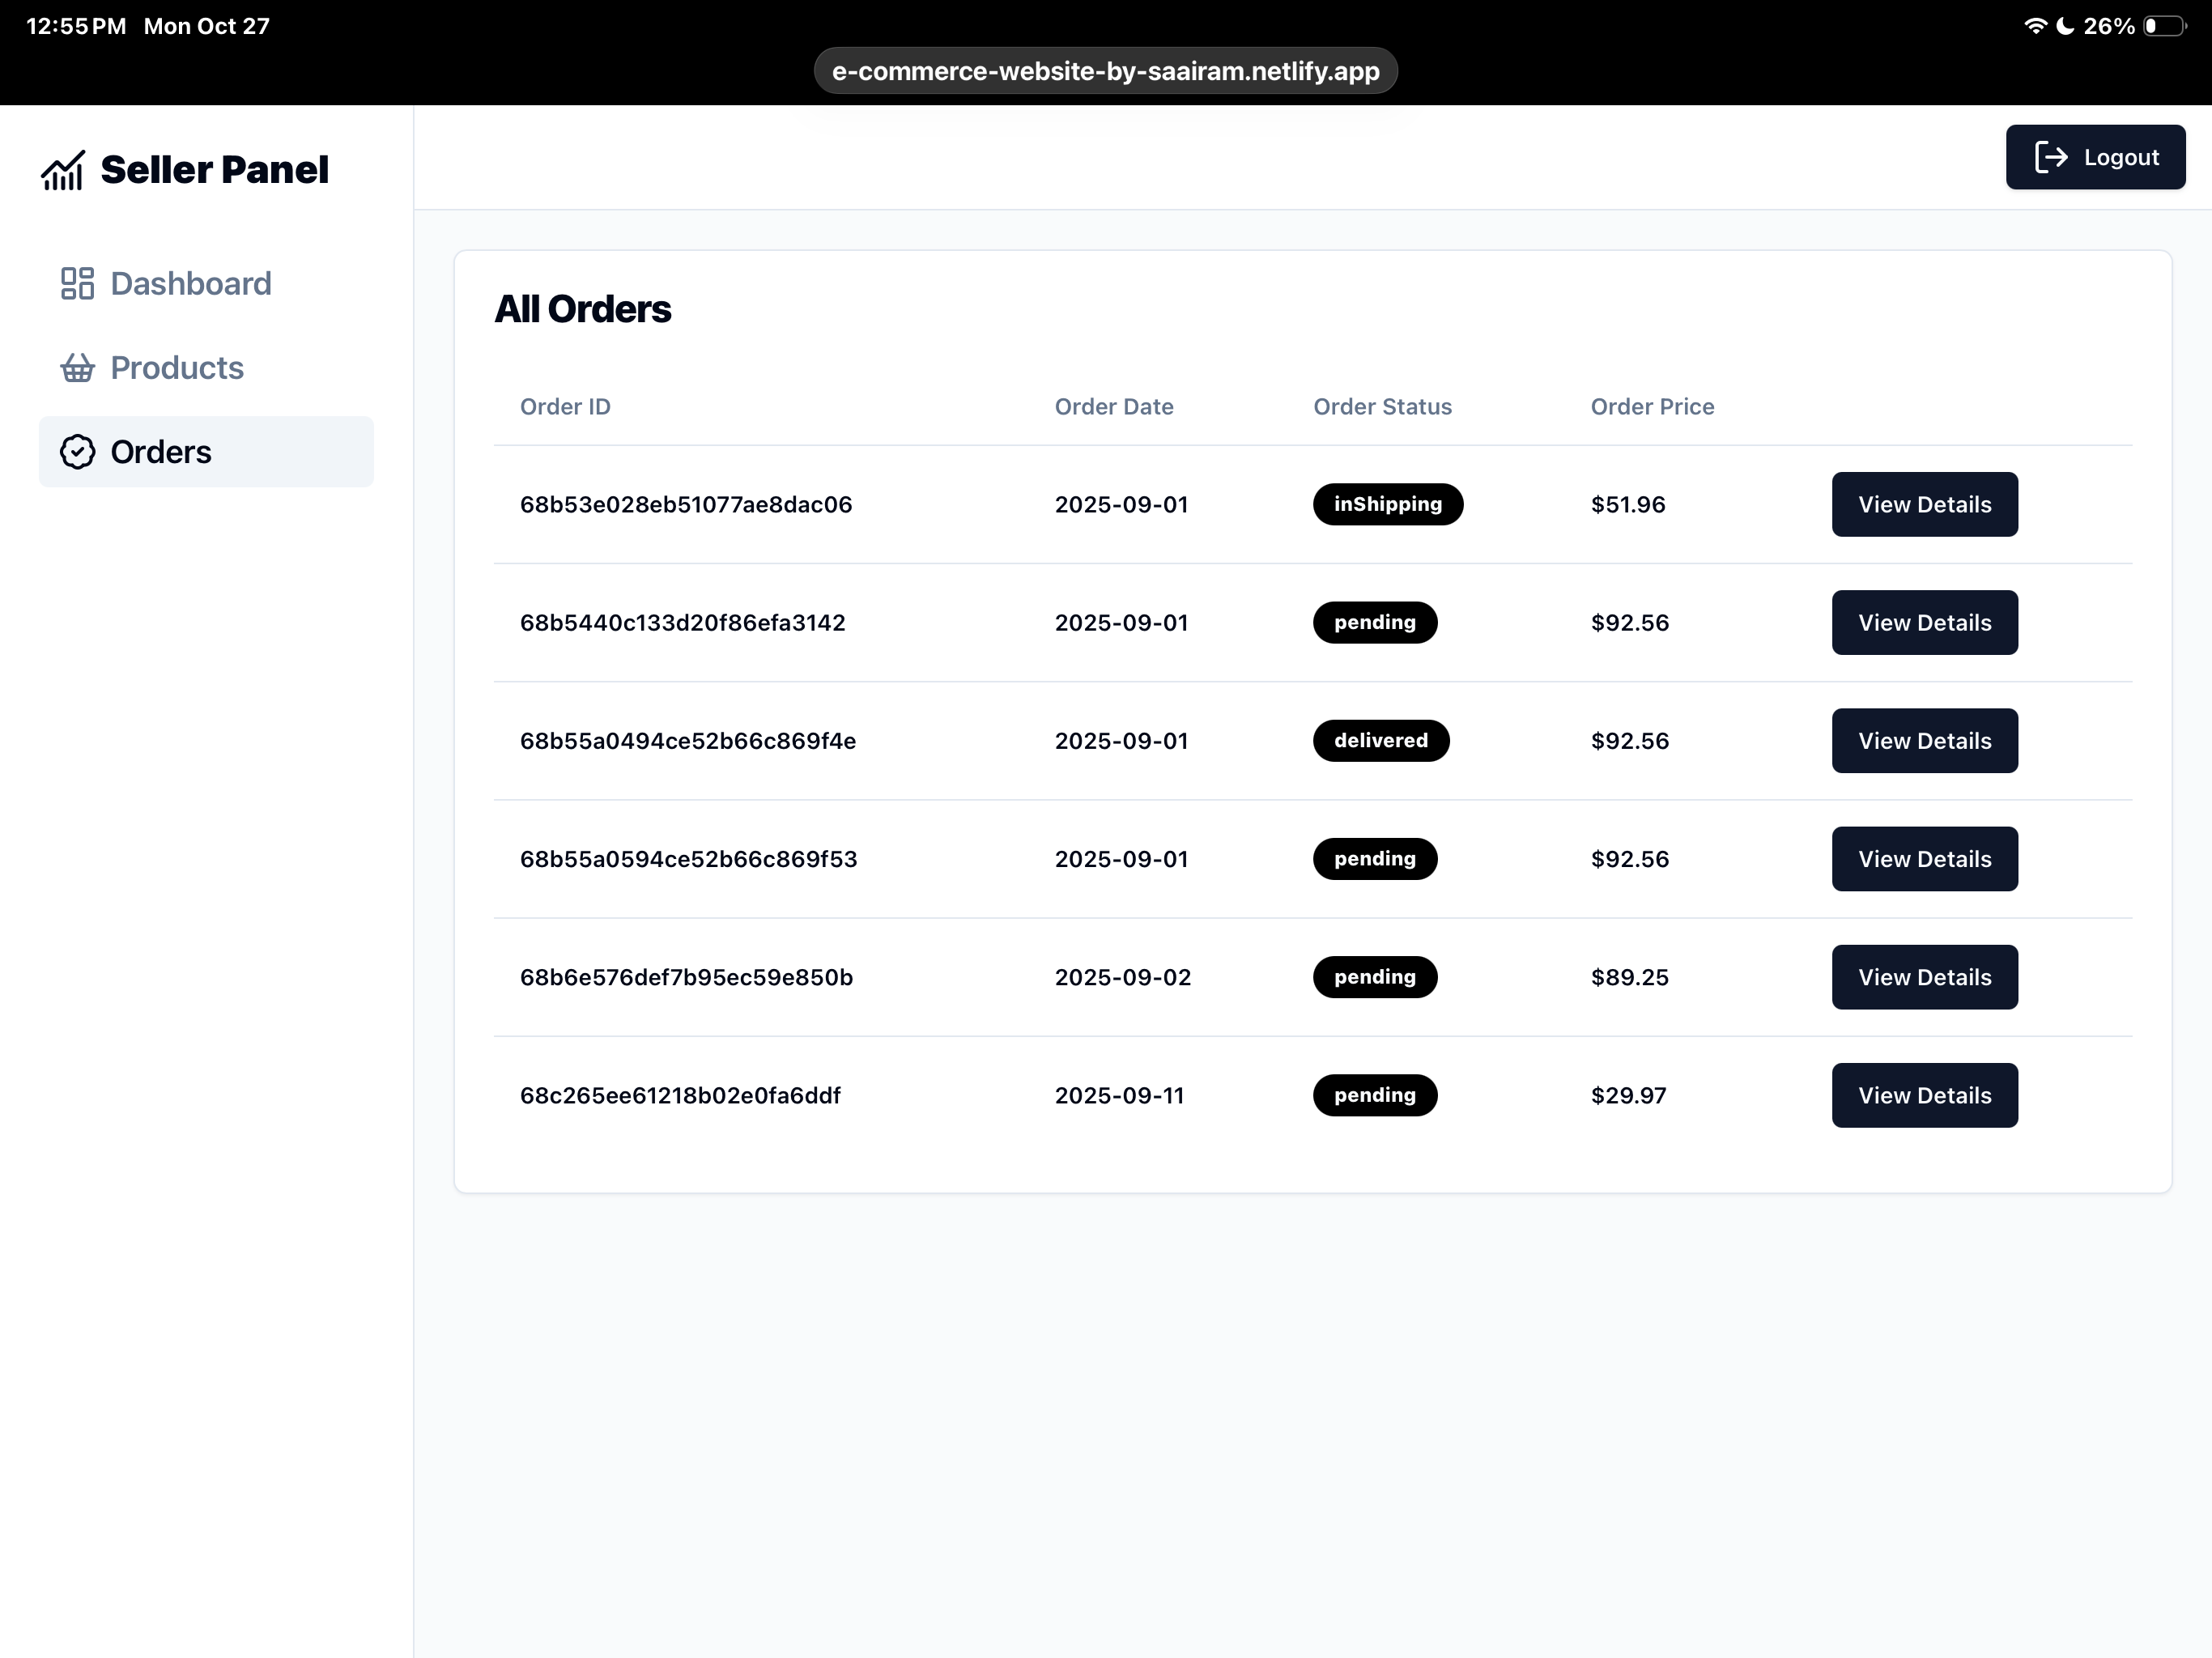 12:55 PM Mon Oct 27
26%
e-commerce-website-by-saairam.netlify.app
Seller Panel
Logout
Dashboard
Products
Orders
All Orders
Order ID Order Date Order Status Order Price
68b53e028eb51077ae8dac06 2025-09-01 inShipping $51.96 View Details
68b5440c133d20f86efa3142 2025-09-01 pending $92.56 View Details
68b55a0494ce52b66c869f4e 2025-09-01 delivered $92.56 View Details
68b55a0594ce52b66c869f53 2025-09-01 pending $92.56 View Details
68b6e576def7b95ec59e850b 2025-09-02 pending $89.25 View Details
68c265ee61218b02e0fa6ddf 2025-09-11 pending $29.97 View Details